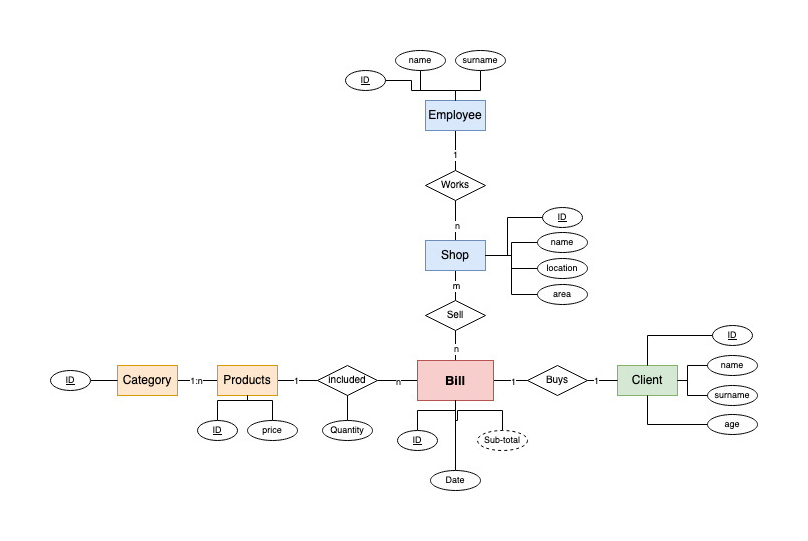 name
surname
ID
Employee
1
Works
n
ID
name
Shop
location
m
area
Sell
n
ID
name
ID
Category
1:n
Products
1
included
n
Bill
1
Buys
1
Client
surname
ID
price
Quantity
ID
Sub-total
age
Date